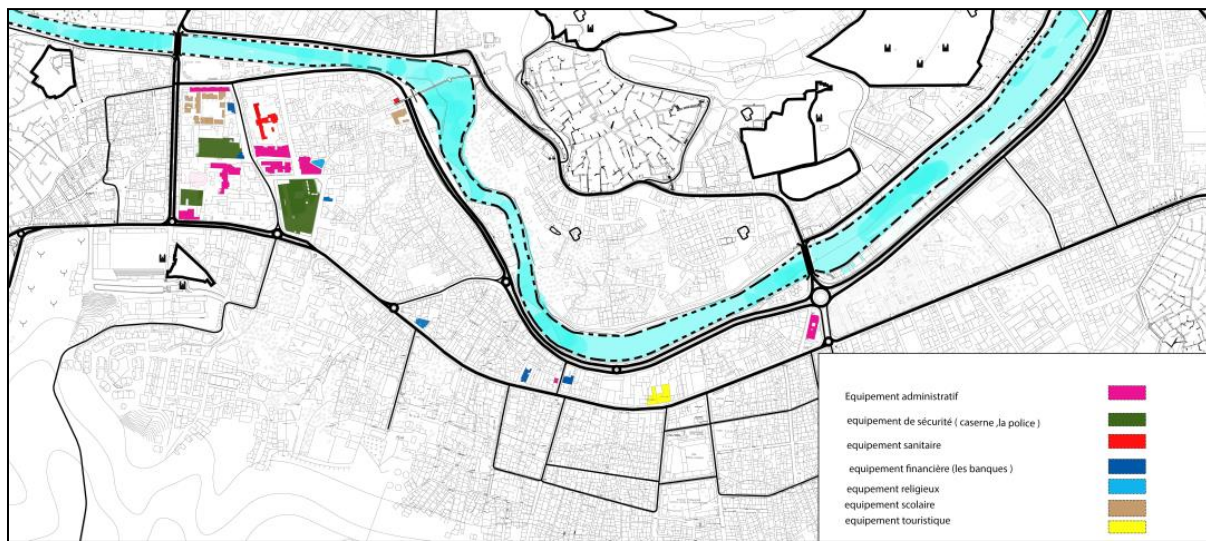 Equipement administratif
equipement de sécurité ( caserne ,la police )
equipement sanitaire
equipement financière (les banques )
equpement religieux
equipement scolaire
equipement touristique